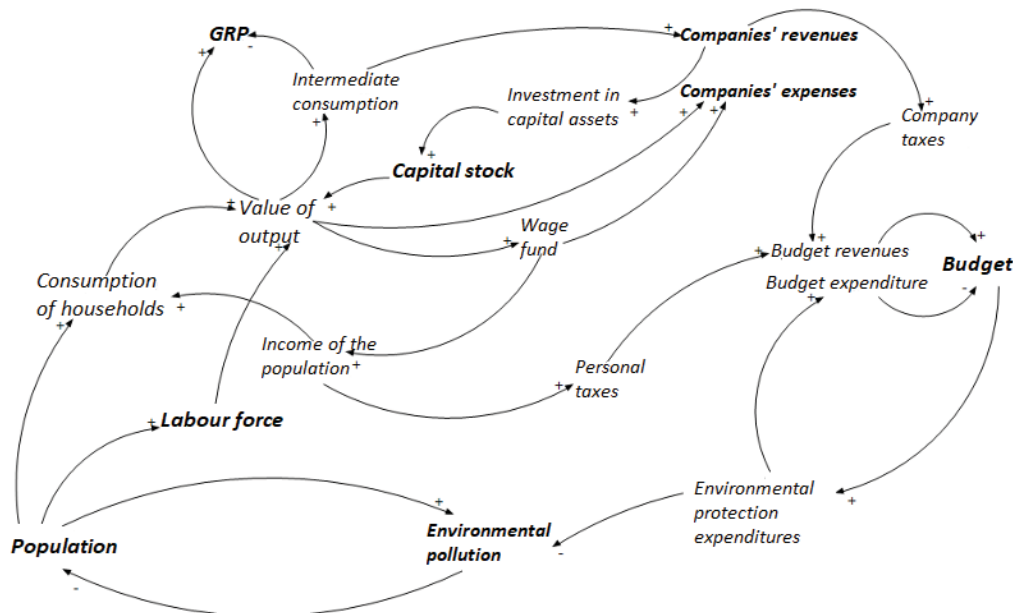 GRP
Companies' revenues
Intermediate
consumption
Companies' expenses
Investment in
capital assets
Company
taxes
Capital stock
Value of
output
Wage
fund
Budget revenues
Budget
Budget expenditure
Consumption
of households
Income of the
population
Personal
taxes
Labour force
Environmental
protection
expenditures
Population
Environmental
pollution